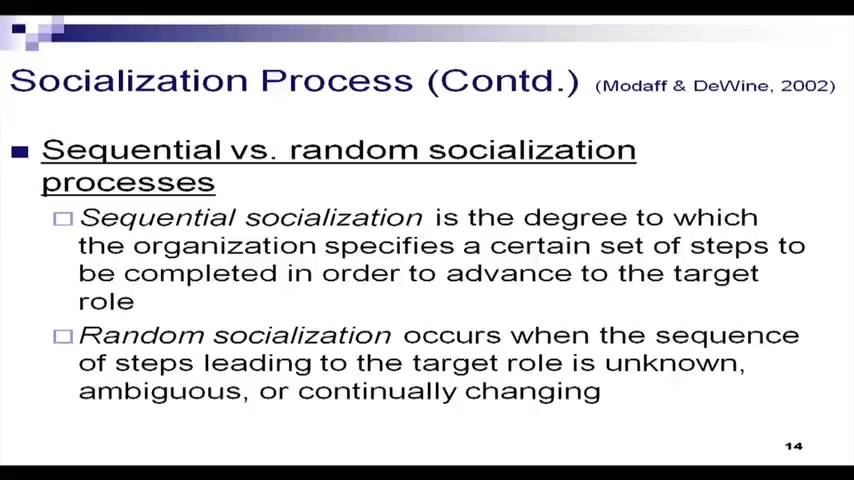 Socialization Process (Contd.) (Modaff & DeWine, 2002)
Sequential vs. random socialization
processes
Sequential socialization is the degree to which
the organization specifies a certain set of steps to
be completed in order to advance to the target
role
Random socialization occurs when the sequence
of steps leading to the target role is unknown,
ambiguous, or continually changing
14